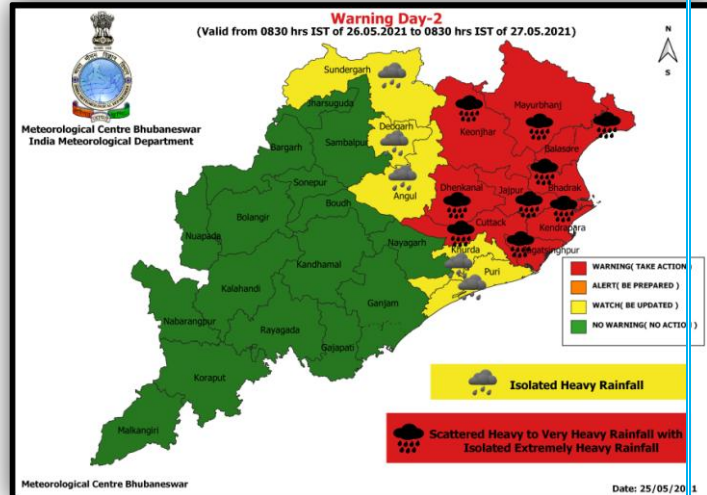 Warning Day-2
(Valid from 0830 hrs IST of 26.05.2021 to 0830 hrs IST of 27.05.2021)
N
S
Meteorological Centre Bhubaneswar
India Meteorological Department
Sundergarh
Jharsuguda
Deogarh
Sambalpur
Bargarh
Keonjhar
Mayurbhanj
Balasore
Sonepur
Angul
Dhenkanal
Jajpur
Bhadrak
Boudh
Bolangir
Nuapada
Cuttack
Kendrapara
Nayagarh
Khurda
Jagatsinghpur
Puri
Kandhamal
Kalahandi
Ganjam
Nabarangpur
Rayagada
Gajapati
Koraput
Malkangiri
WARNING( TAKE ACTION)
ALERT( BE PREPARED )
WATCH( BE UPDATED )
NO WARNING( NO ACTION )
Isolated Heavy Rainfall
Scattered Heavy to Very Heavy Rainfall with
Isolated Extremely Heavy Rainfall
Meteorological Centre Bhubaneswar
Date: 25/05/2021